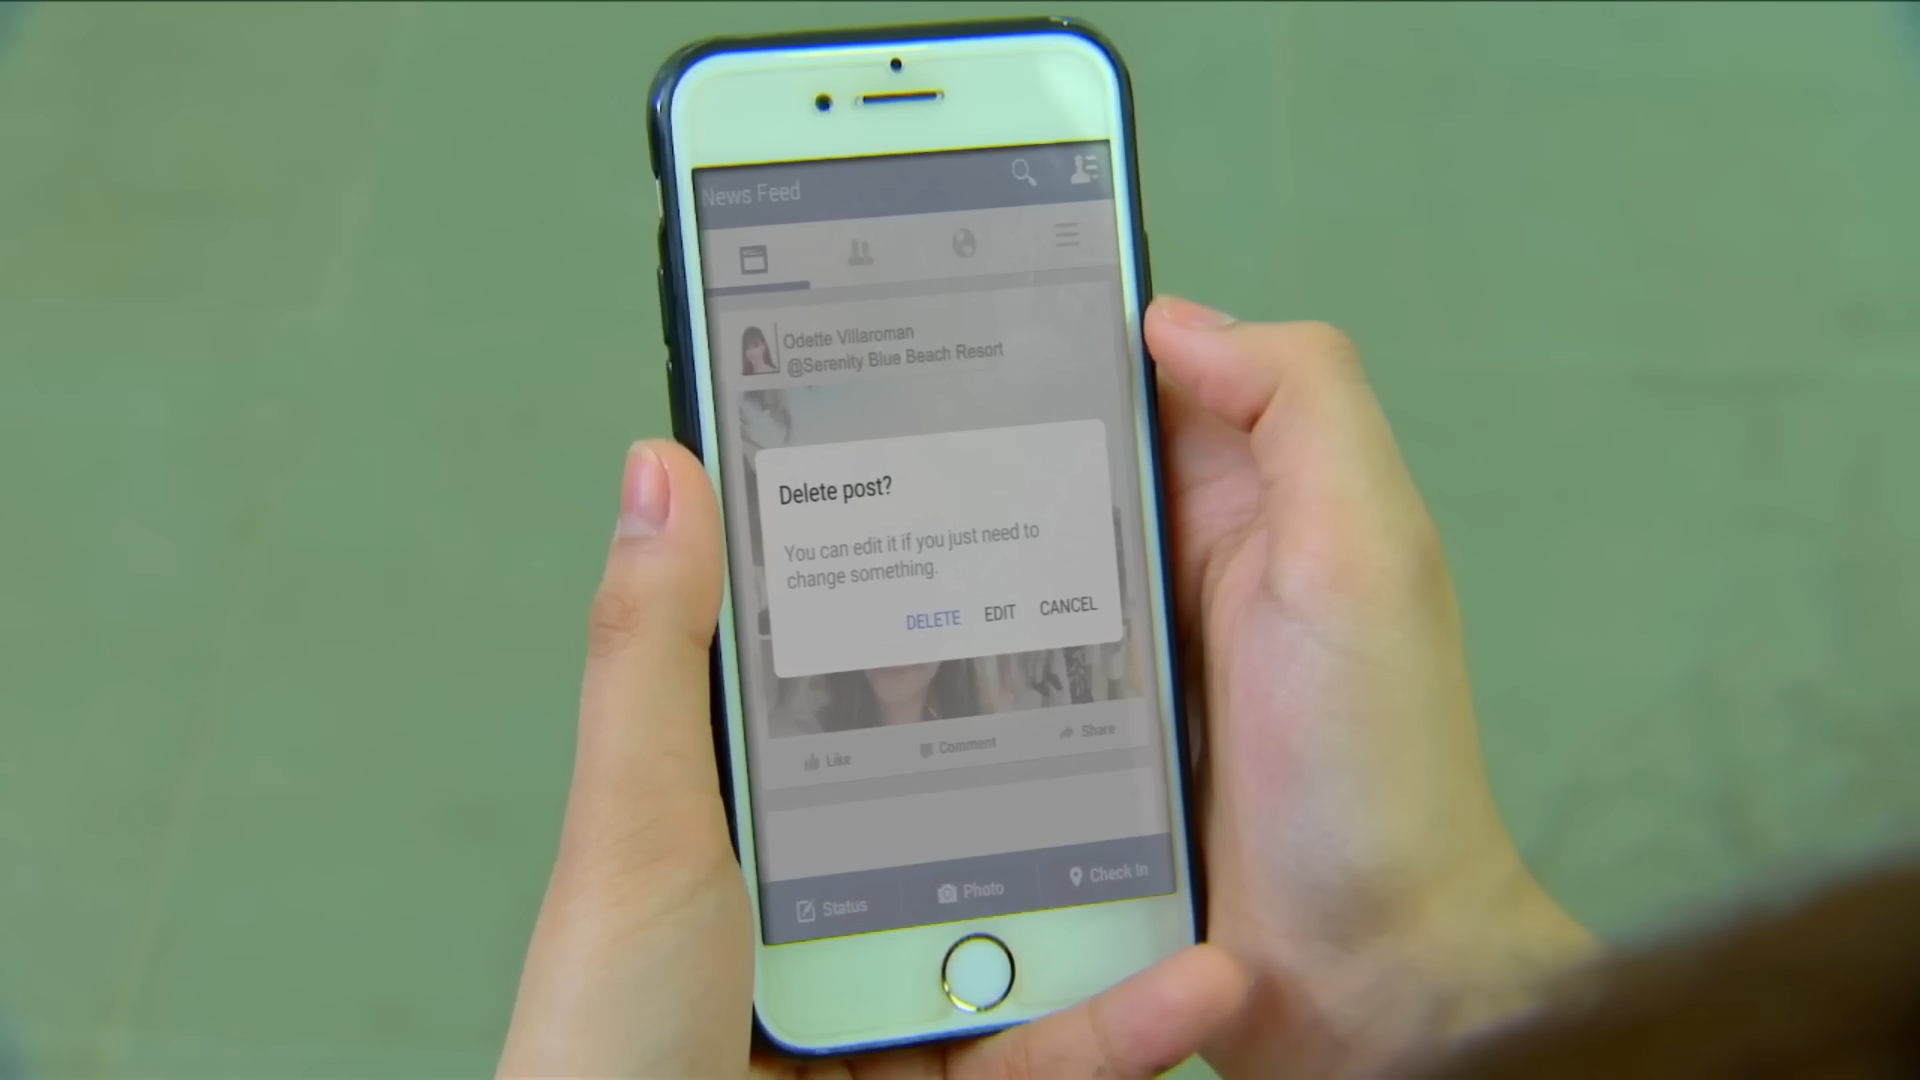 News Feed
Odette Villaroman
@Serenity Blue Beach Resort
Delete post?
You can edit it if you just need to
change something.
DELETE EDIT CANCEL
Like Comment Share
Status Photo Check In